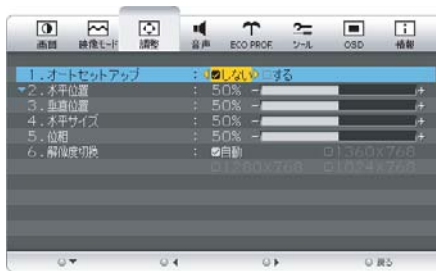 画面 映像モード 調整 音声 ECO PROF. ツール OSD 情報
1.オートセットアップ : しない する
2.水平位置 : 50% - +
3.垂直位置 : 50% - +
4.水平サイズ : 50% - +
5.位相 : 50% - +
6.解像度切換 : 自動 1360X768
1280X768 1024X768
戻る